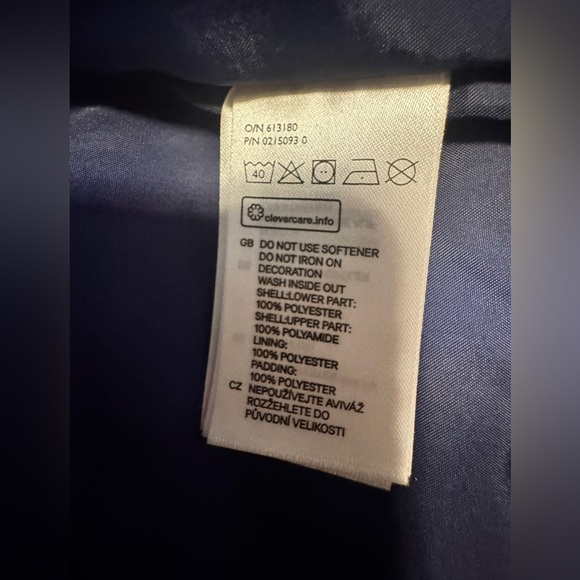 O/N 613180
P/N 0215093 0
40
clevercare.info
GB DO NOT USE SOFTENER
DO NOT IRON ON
DECORATION
WASH INSIDE OUT
SHELL:LOWER PART:
100% POLYESTER
SHELL:UPPER PART:
100% POLYAMIDE
LINING:
100% POLYESTER
PADDING:
100% POLYESTER
CZ NEPOUŽÍVEJTE AVIVÁŽ
ROZŽEHLETE DO
PŮVODNÍ VELIKOSTI